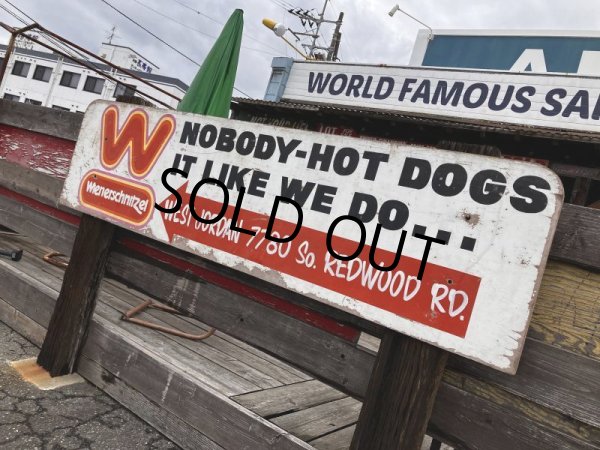 WORLD FAMOUS SA
NOBODY-HOT DOGS
IT LIKE WE DO...
W
Wienerschnitzel
WEST JORDAN 7780 So. REDWOOD RD.
SOLD OUT